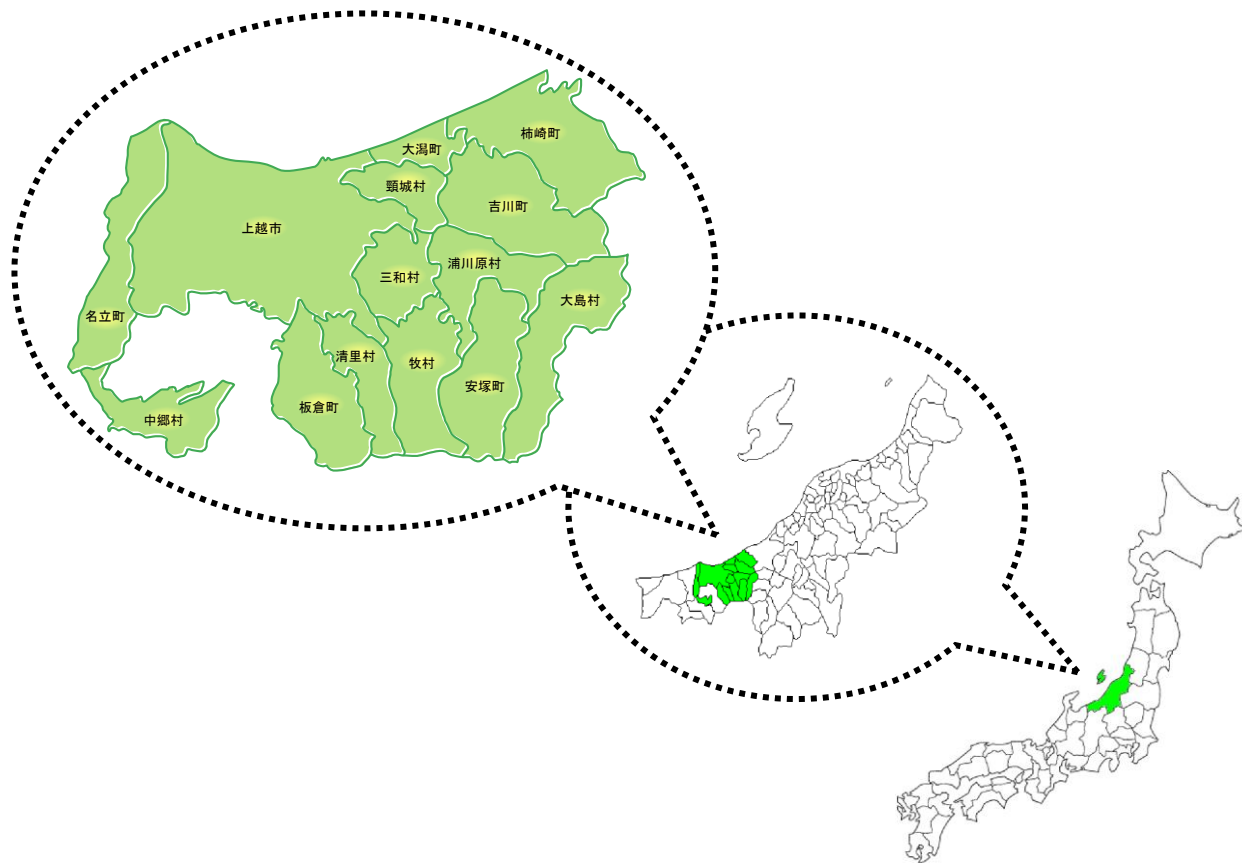 柿崎町
大潟町
頸城村
吉川町
上越市
三和村
浦川原村
大島村
名立町
清里村
牧村
安塚町
板倉町
中郷村